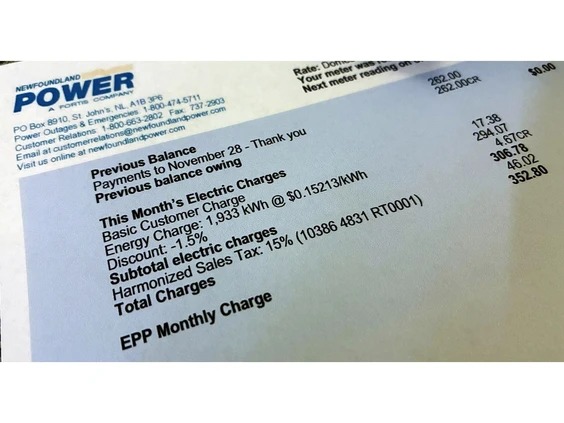 NEWFOUNDLAND
POWER
A FORTIS COMPANY
PO Box 8910, St. John's, NL, A1B 3P6
Power Outages & Emergencies 1-800-474-5711
Customer Relations 1-800-663-2802 Fax: 737-2903
Email at customerrelations@newfoundlandpower.com
Visit us online at newfoundlandpower.com
Rate:
Your meter was
Next meter reading on
Previous Balance 262.00
Payments to November 28 - Thank you 262.00CR
Previous balance owing $0.00
This Month's Electric Charges
Basic Customer Charge 17.38
Energy Charge: 1,933 kWh @ $0.15213/kWh 294.07
Discount: -1.5% 4.67CR
Subtotal electric charges 306.78
Harmonized Sales Tax: 15% (10386 4831 RT0001) 46.02
Total Charges 352.80
EPP Monthly Charge